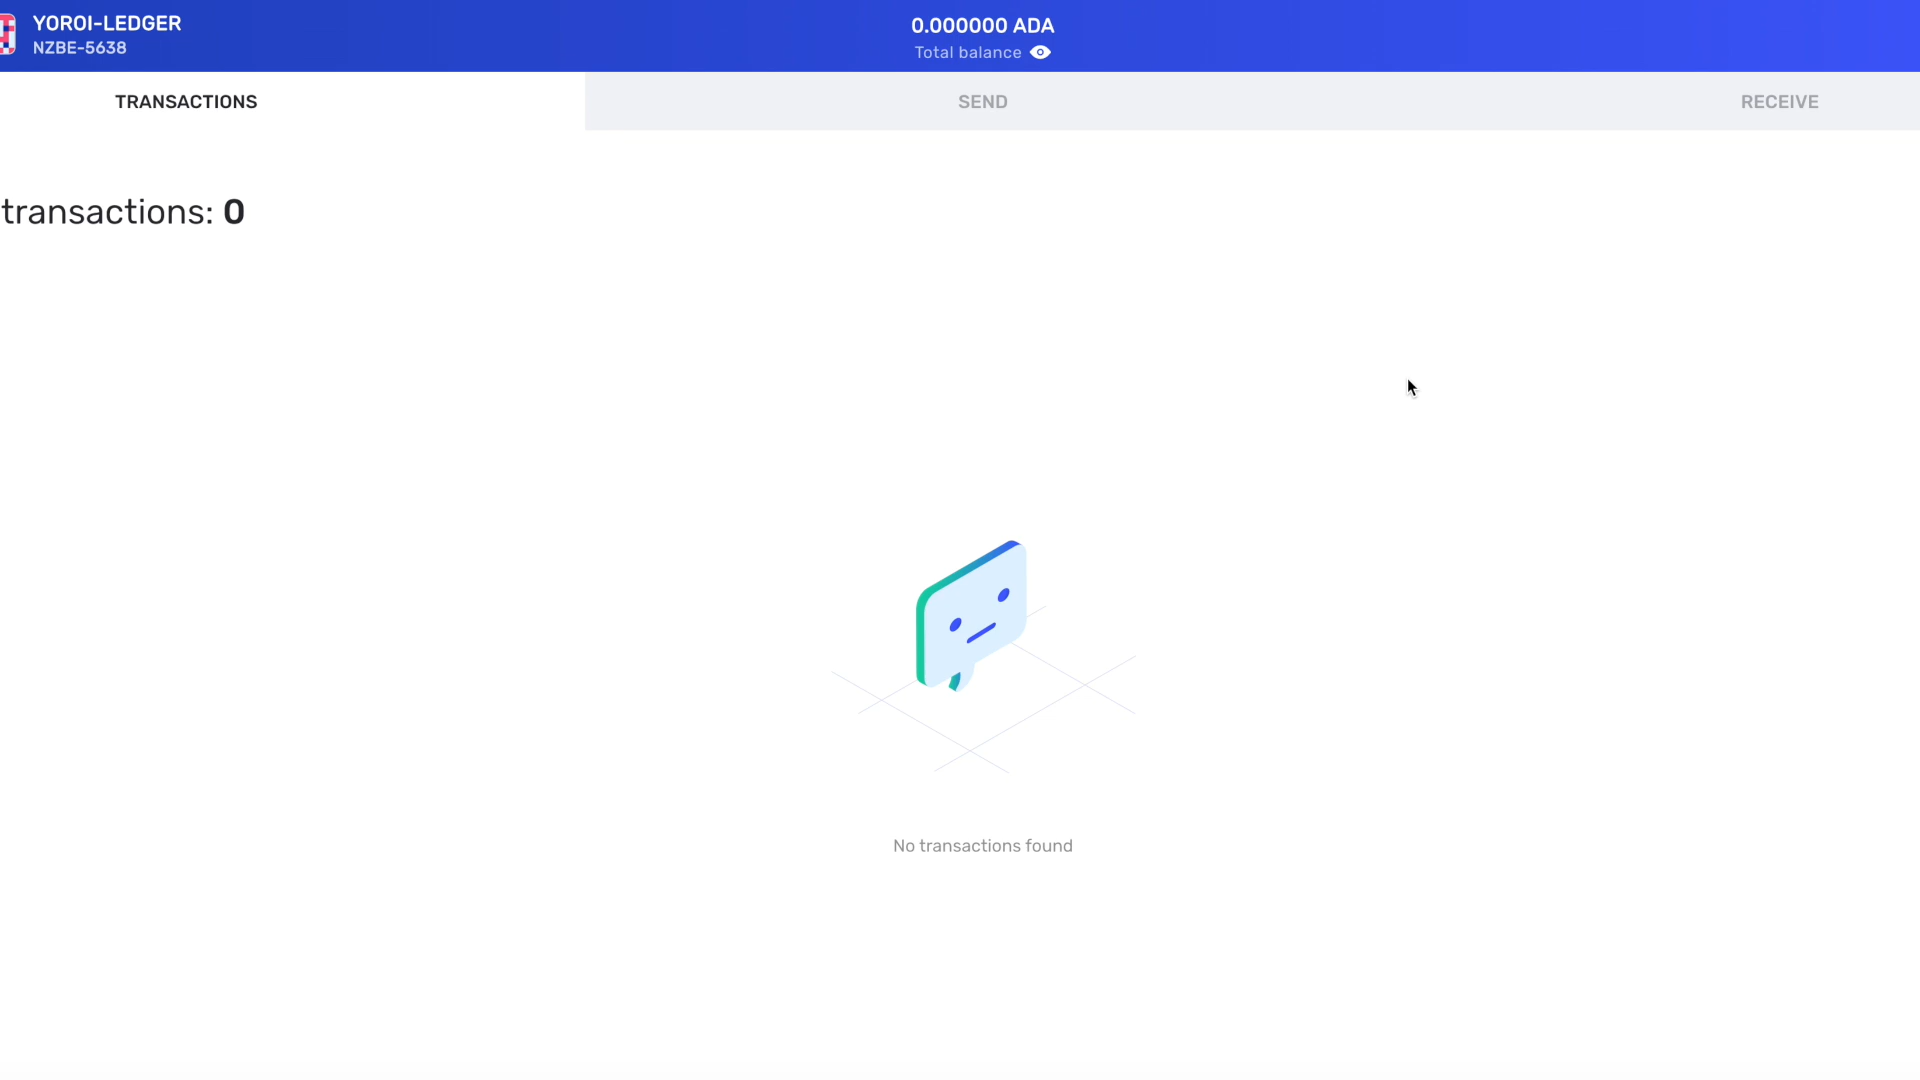 YOROI-LEDGER
NZBE-5638
0.000000 ADA
Total balance
TRANSACTIONS
SEND
RECEIVE
transactions: 0
No transactions found